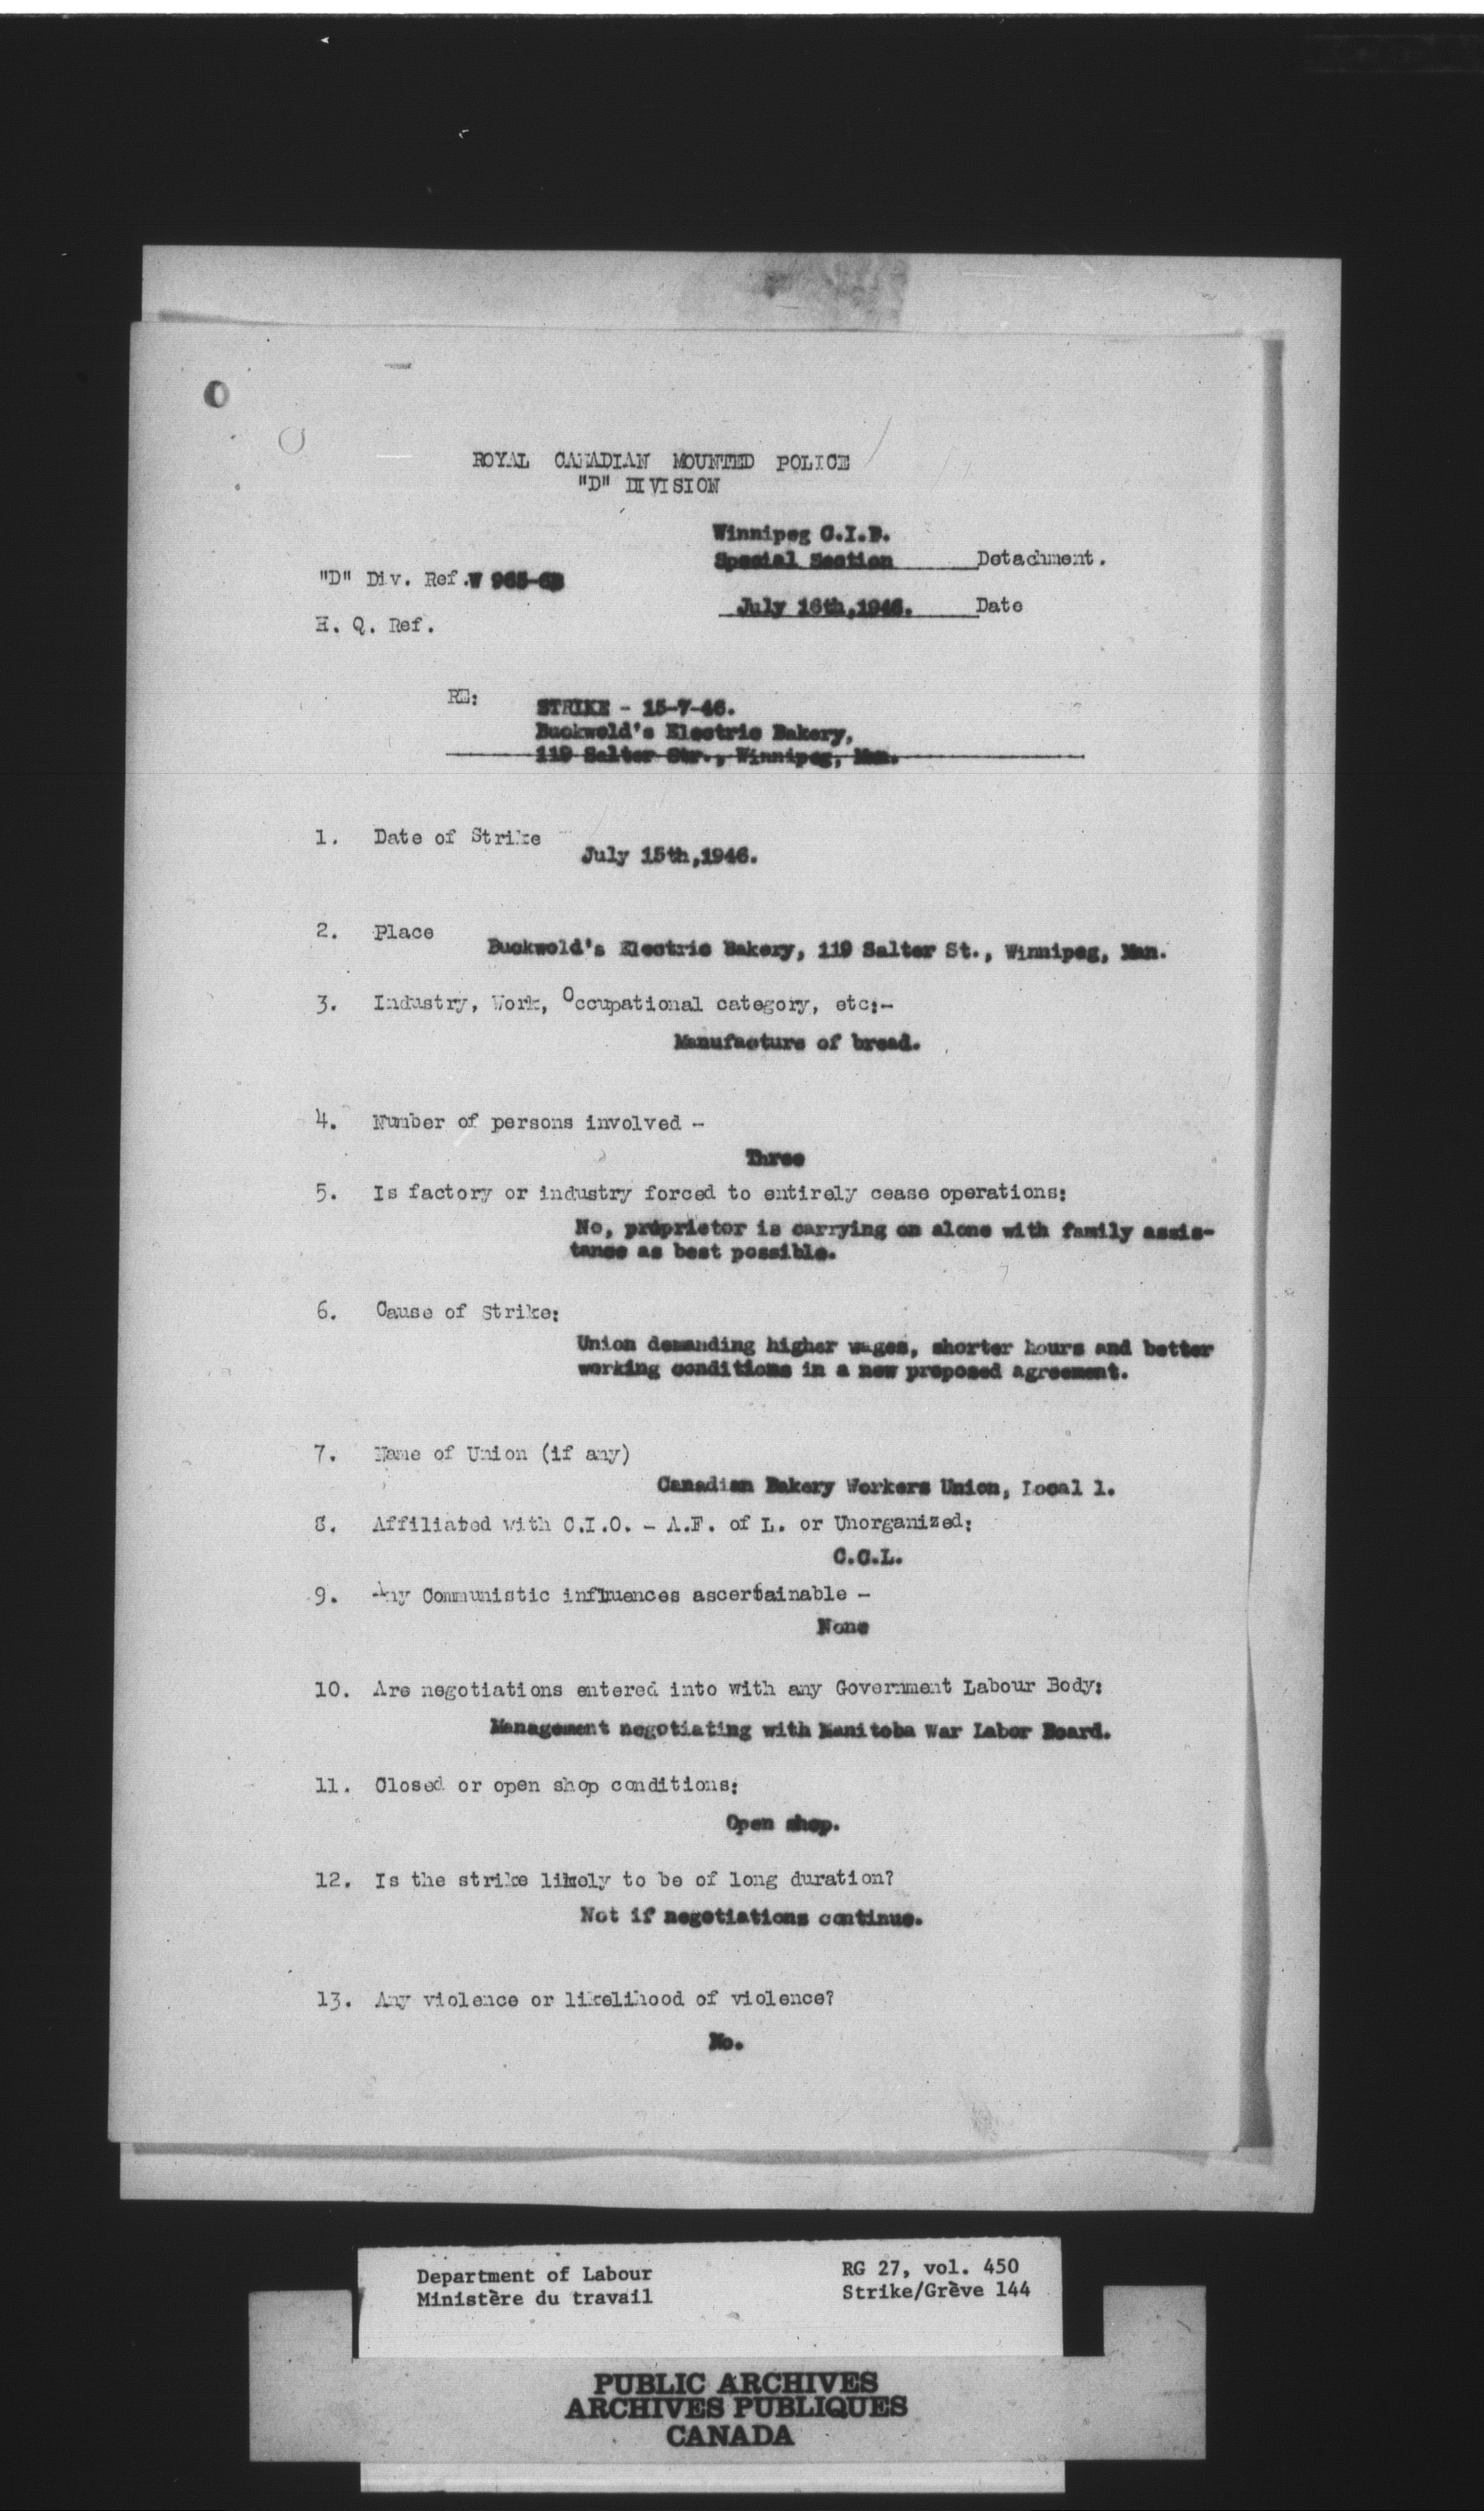 ROYAL CANADIAN MOUNTED POLICE
"D" DIVISION
Winnipeg C.I.B.
Special Section Detachment.
"D" Div. Ref. W 965-
July 16th,1946. Date
H. Q. Ref.
RE:
STRIKE - 15-7-46.
Buckwold's Electric Bakery,
119 Salter Str., Winnipeg, Man.
1. Date of Strike
July 15th,1946.
2. Place
Buckwold's Electric Bakery, 119 Salter St., Winnipeg, Man.
3. Industry, Work, Occupational category, etc:-
Manufacture of bread.
4. Number of persons involved -
Three
5. Is factory or industry forced to entirely cease operations:
No, proprietor is carrying on alone with family assis-
tance as best possible.
6. Cause of Strike:
Union demanding higher wages, shorter hours and better
working conditions in a new proposed agreement.
7. Name of Union (if any)
Canadian Bakery Workers Union, Local 1.
8. Affiliated with C.I.O. - A.F. of L. or Unorganized:
C.C.L.
9. Any Communistic influences ascertainable -
None
10. Are negotiations entered into with any Government Labour Body:
Management negotiating with Manitoba War Labor Board.
11. Closed or open shop conditions:
Open shop.
12. Is the strike likely to be of long duration?
Not if negotiations continue.
13. Any violence or likelihood of violence?
No.
Department of Labour RG 27, vol. 450
Ministère du travail Strike/Grève 144
PUBLIC ARCHIVES
ARCHIVES PUBLIQUES
CANADA